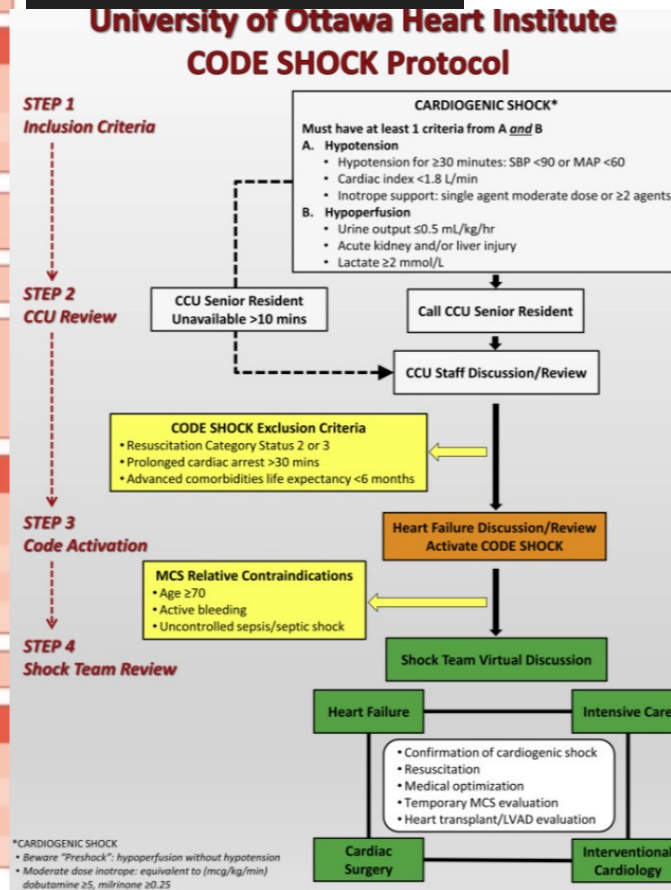 University of Ottawa Heart Institute
CODE SHOCK Protocol
STEP 1
Inclusion Criteria
CARDIOGENIC SHOCK*
Must have at least 1 criteria from A and B
A. Hypotension
• Hypotension for ≥30 minutes: SBP <90 or MAP <60
• Cardiac index <1.8 L/min
• Inotrope support: single agent moderate dose or ≥2 agents
B. Hypoperfusion
• Urine output ≤0.5 mL/kg/hr
• Acute kidney and/or liver injury
• Lactate ≥2 mmol/L
STEP 2
CCU Review
CCU Senior Resident
Unavailable >10 mins
Call CCU Senior Resident
CCU Staff Discussion/Review
CODE SHOCK Exclusion Criteria
• Resuscitation Category Status 2 or 3
• Prolonged cardiac arrest >30 mins
• Advanced comorbidities life expectancy <6 months
STEP 3
Code Activation
Heart Failure Discussion/Review
Activate CODE SHOCK
MCS Relative Contraindications
• Age ≥70
• Active bleeding
• Uncontrolled sepsis/septic shock
STEP 4
Shock Team Review
Shock Team Virtual Discussion
Heart Failure
Intensive Care
• Confirmation of cardiogenic shock
• Resuscitation
• Medical optimization
• Temporary MCS evaluation
• Heart transplant/LVAD evaluation
Cardiac
Surgery
Interventional
Cardiology
*CARDIOGENIC SHOCK
• Beware "Preshock": hypoperfusion without hypotension
• Moderate dose inotrope: equivalent to (mcg/kg/min)
dobutamine ≥5, milrinone ≥0.25